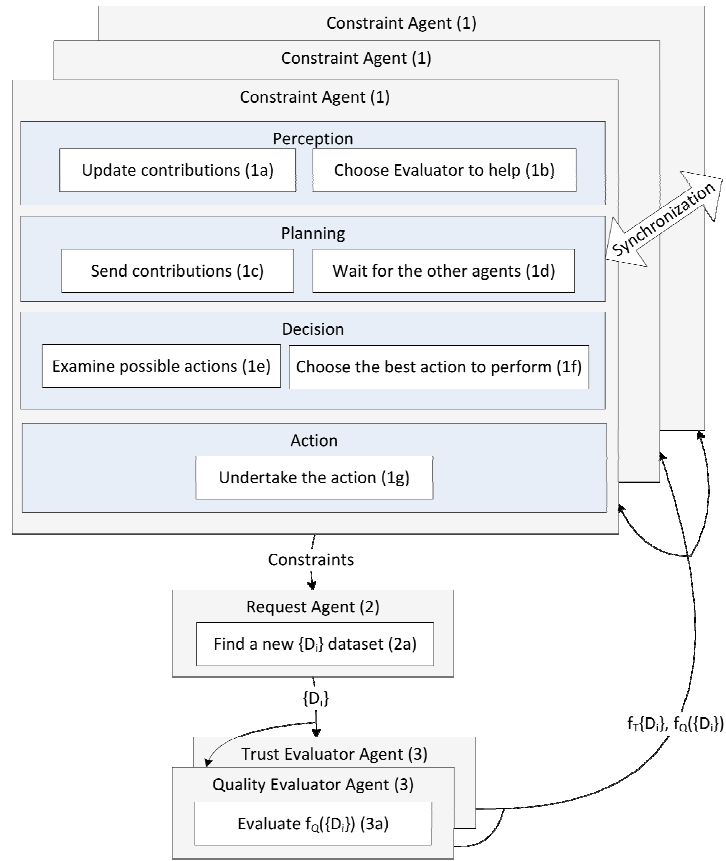 Constraint Agent (1)
Constraint Agent (1)
Constraint Agent (1)
Perception
Update contributions (1a)
Choose Evaluator to help (1b)
Synchronization
Planning
Send contributions (1c)
Wait for the other agents (1d)
Decision
Examine possible actions (1e)
Choose the best action to perform (1f)
Action
Undertake the action (1g)
Constraints
Request Agent (2)
Find a new {Dᵢ} dataset (2a)
{Dᵢ}
f_T{Dᵢ}, f_Q({Dᵢ})
Trust Evaluator Agent (3)
Quality Evaluator Agent (3)
Evaluate f_Q({Dᵢ}) (3a)